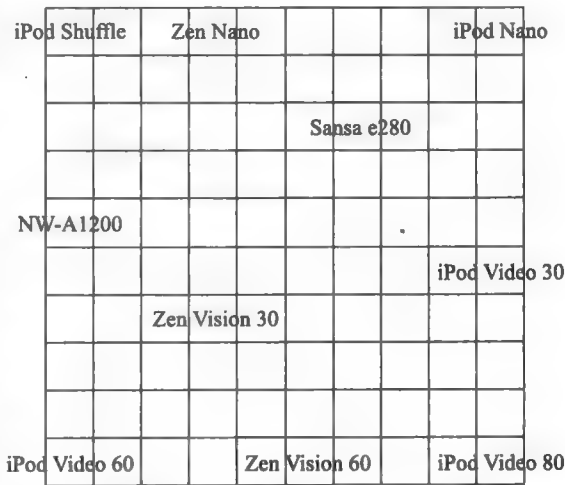 iPod Shuffle Zen Nano iPod Nano
Sansa e280
NW-A1200
iPod Video 30
Zen Vision 30
iPod Video 60 Zen Vision 60 iPod Video 80